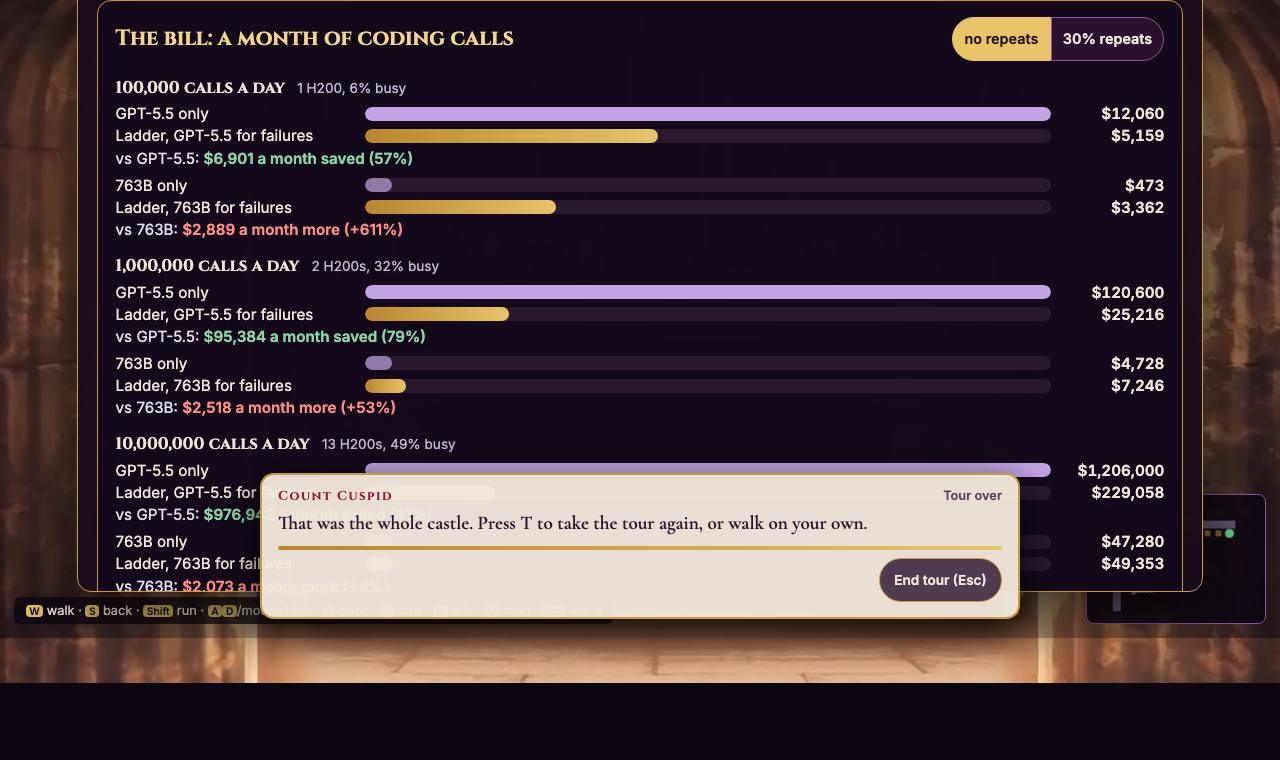 The bill: a month of coding calls
no repeats 30% repeats
100,000 calls a day 1 H200, 6% busy
GPT-5.5 only $12,060
Ladder, GPT-5.5 for failures $5,159
vs GPT-5.5: $6,901 a month saved (57%)
763B only $473
Ladder, 763B for failures $3,362
vs 763B: $2,889 a month more (+611%)
1,000,000 calls a day 2 H200s, 32% busy
GPT-5.5 only $120,600
Ladder, GPT-5.5 for failures $25,216
vs GPT-5.5: $95,384 a month saved (79%)
763B only $4,728
Ladder, 763B for failures $7,246
vs 763B: $2,518 a month more (+53%)
10,000,000 calls a day 13 H200s, 49% busy
GPT-5.5 only $1,206,000
Ladder, GPT-5.5 for $229,058
vs GPT-5.5:
763B only $47,280
Ladder, 763B for failures $49,353
vs 763B: $2,073 a month more (+4%)
Count Cuspid Tour over
That was the whole castle. Press T to take the tour again, or walk on your own.
End tour (Esc)
W walk · S back · Shift run · A D